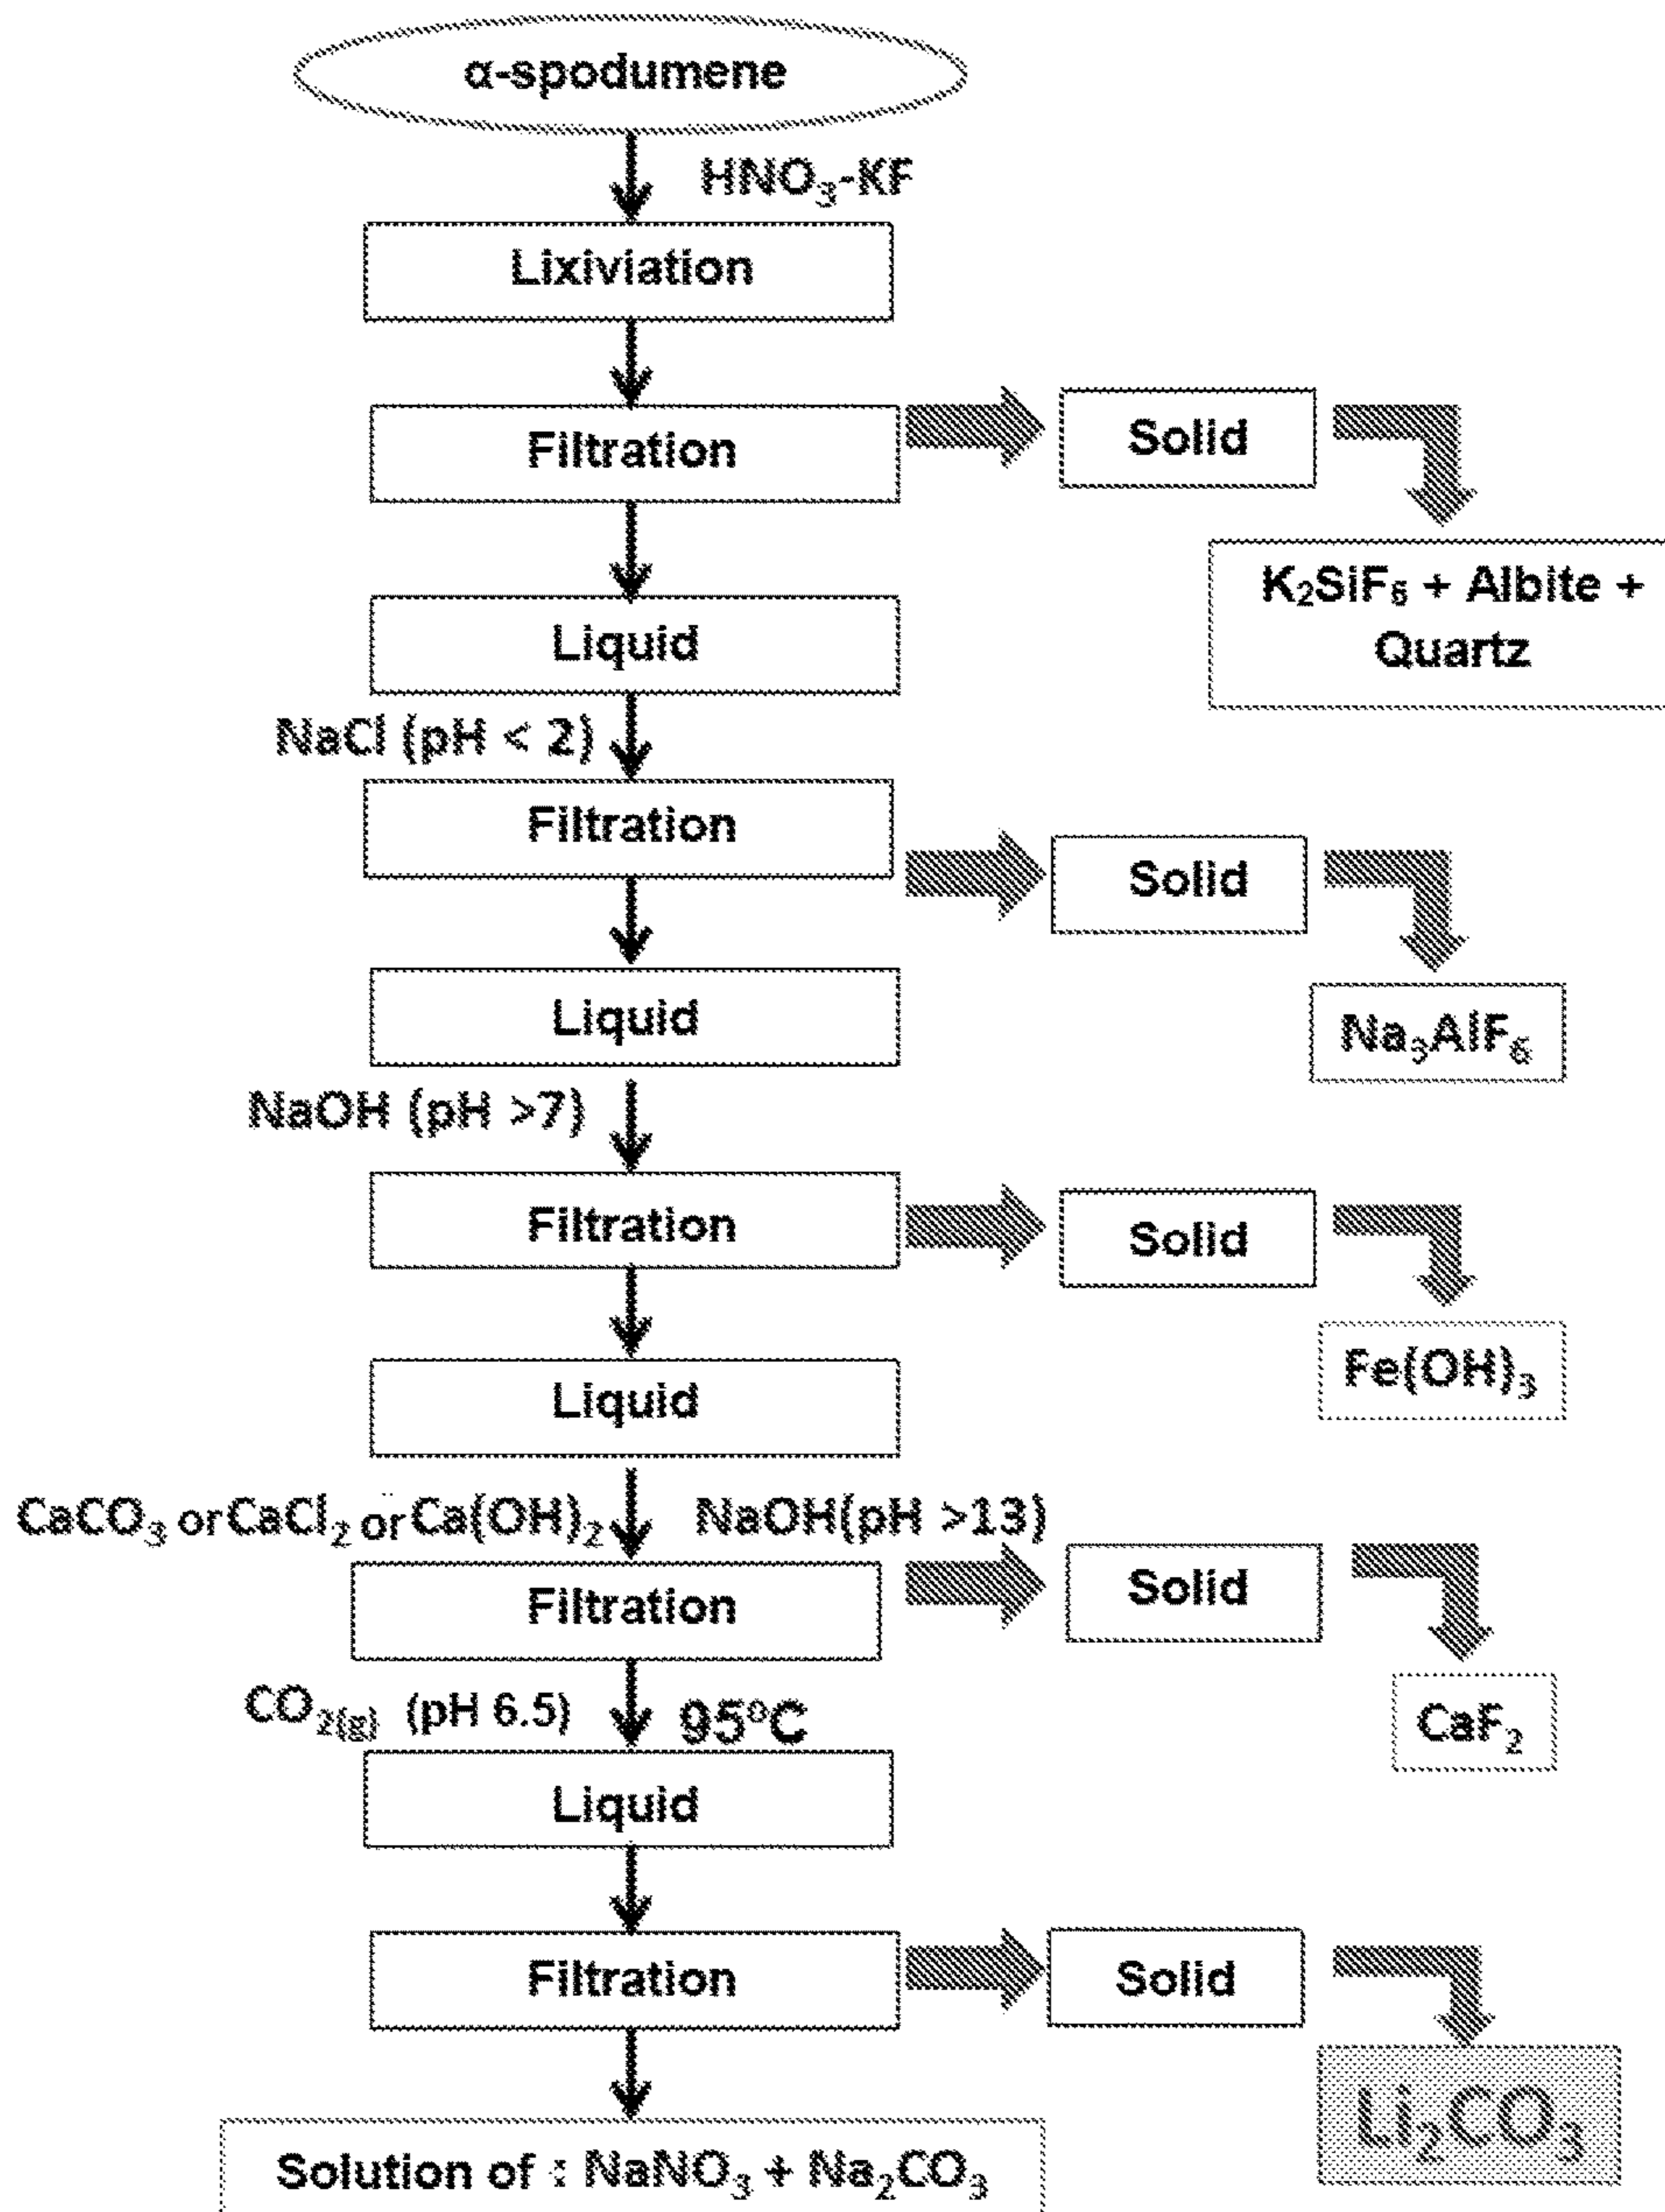 α-spodumene
HNO₃-KF
Lixiviation
Filtration
Solid
K₂SiF₆ + Albite +
Quartz
Liquid
NaCl (pH < 2)
Filtration
Solid
Na₃AlF₆
Liquid
NaOH (pH >7)
Filtration
Solid
Fe(OH)₃
Liquid
CaCO₃ or CaCl₂ or Ca(OH)₂ NaOH(pH >13)
Filtration
Solid
CaF₂
CO₂(g) (pH 6.5) 95°C
Liquid
Filtration
Solid
Li₂CO₃
Solution of : NaNO₃ + Na₂CO₃